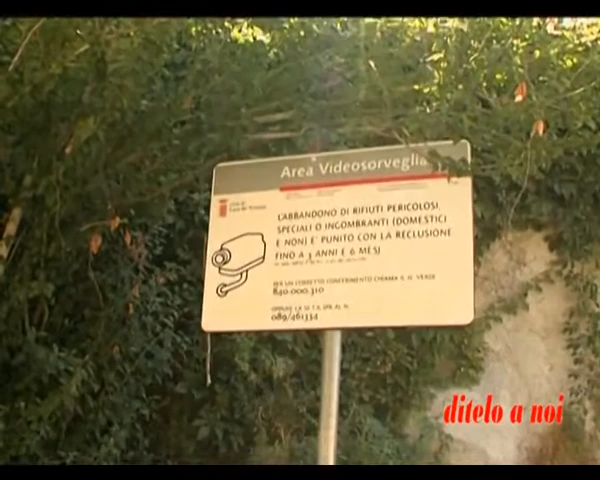 Area Videosorveglia
L'ABBANDONO DI RIFIUTI PERICOLOSI,
SPECIALI O INGOMBRANTI (DOMESTICI
E NON) E' PUNITO CON LA RECLUSIONE
FINO A 3 ANNI E 6 MESI
PER UN CORRETTO CONFERIMENTO CHIAMA IL N. VERDE
840.000.310
089/461334
ditelo a noi